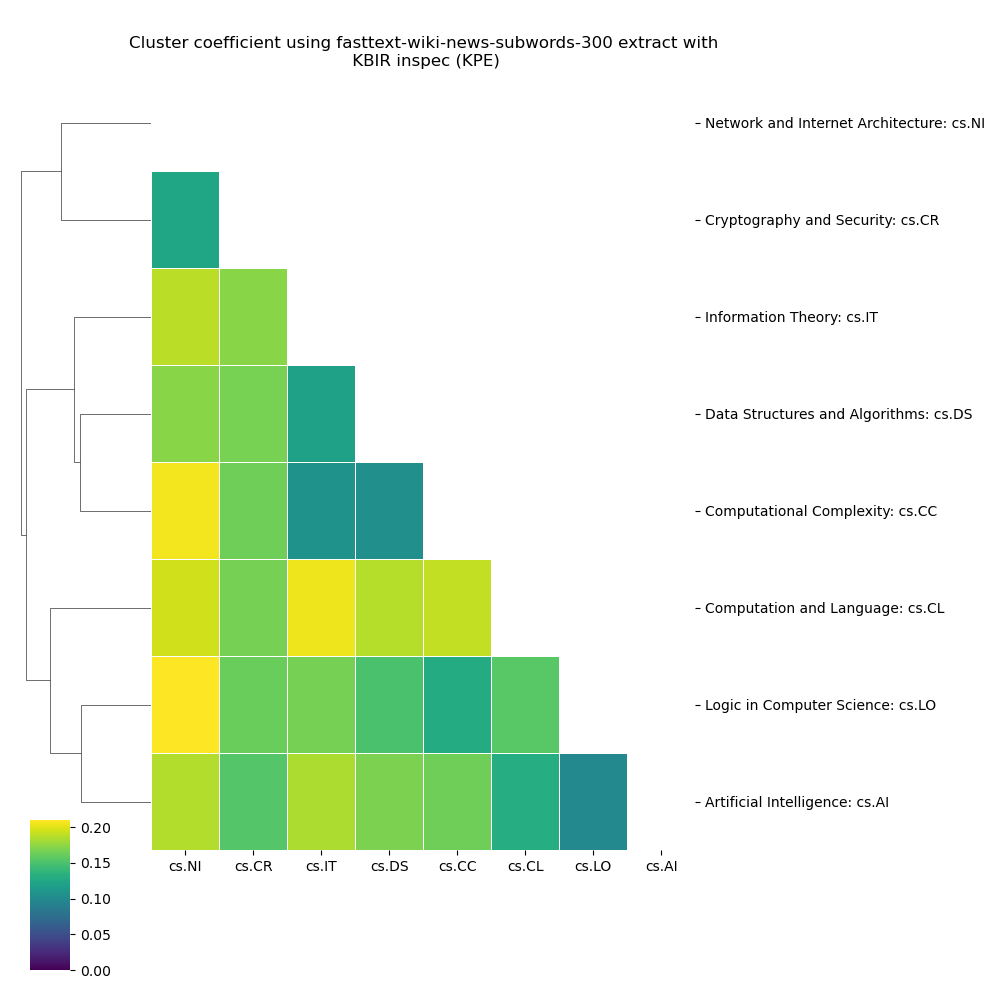 Cluster coefficient using fasttext-wiki-news-subwords-300 extract with
KBIR inspec (KPE)
Network and Internet Architecture: cs.NI
Cryptography and Security: cs.CR
Information Theory: cs.IT
Data Structures and Algorithms: cs.DS
Computational Complexity: cs.CC
Computation and Language: cs.CL
Logic in Computer Science: cs.LO
Artificial Intelligence: cs.AI
cs.NI cs.CR cs.IT cs.DS cs.CC cs.CL cs.LO cs.AI
0.20
0.15
0.10
0.05
0.00